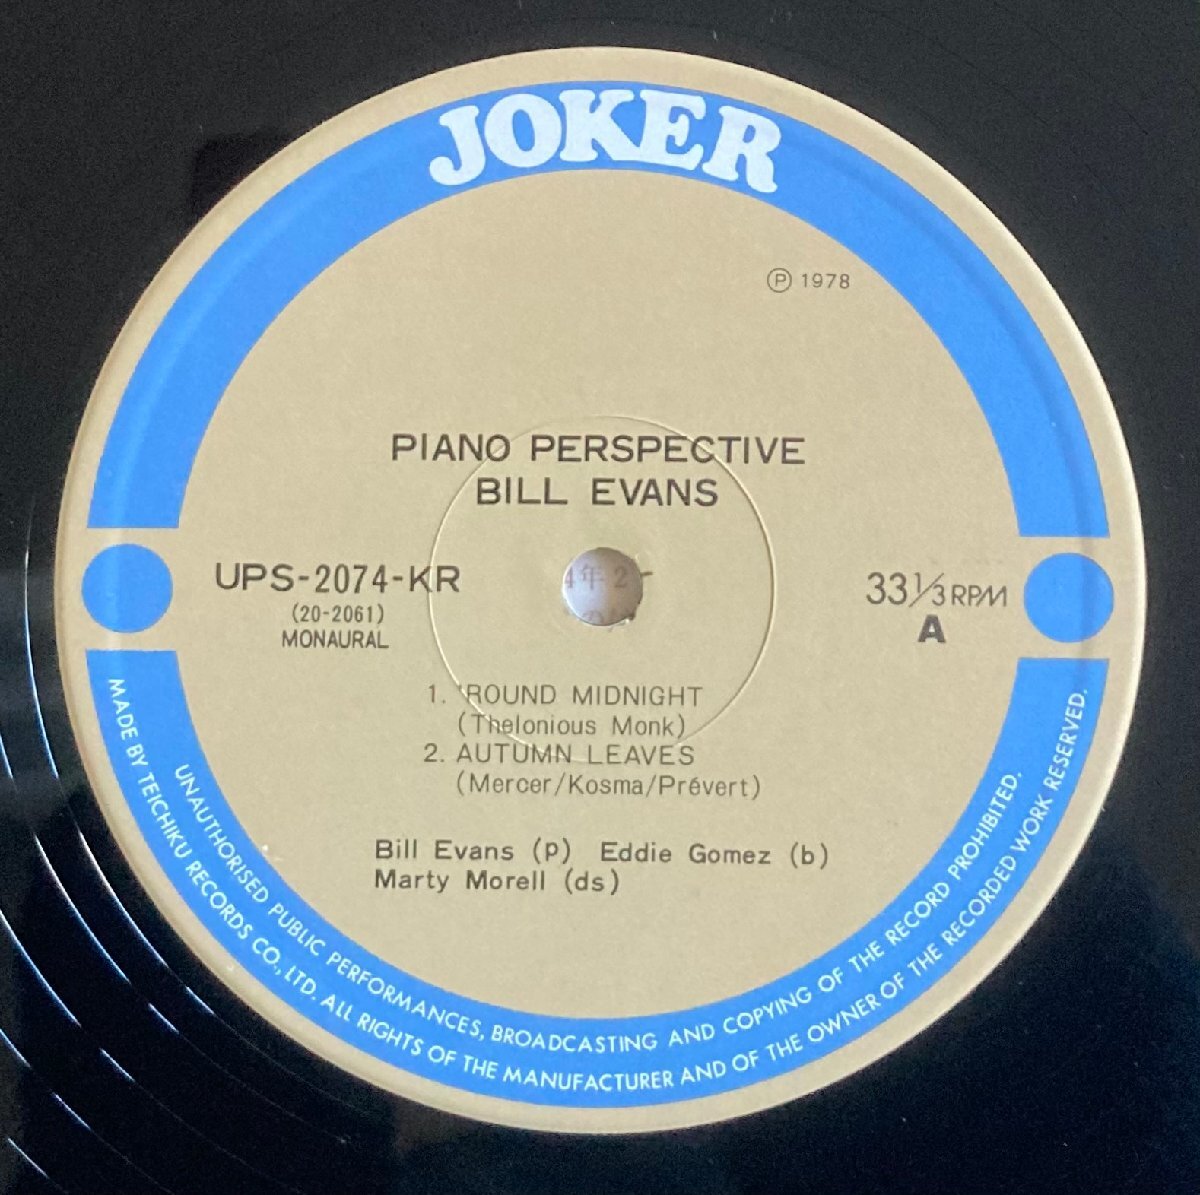 JOKER
Ⓟ 1978
PIANO PERSPECTIVE
BILL EVANS
UPS-2074-KR
(20-2061)
MONAURAL
33⅓ RPM
A
1. 'ROUND MIDNIGHT
(Thelonious Monk)
2. AUTUMN LEAVES
(Mercer/Kosma/Prévert)
Bill Evans (p) Eddie Gomez (b)
Marty Morell (ds)
UNAUTHORISED PUBLIC PERFORMANCES, BROADCASTING AND COPYING OF THE RECORD PROHIBITED.
MADE BY TEICHIKU RECORDS CO., LTD. ALL RIGHTS OF THE MANUFACTURER AND OF THE OWNER OF THE RECORDED WORK RESERVED.
4年2